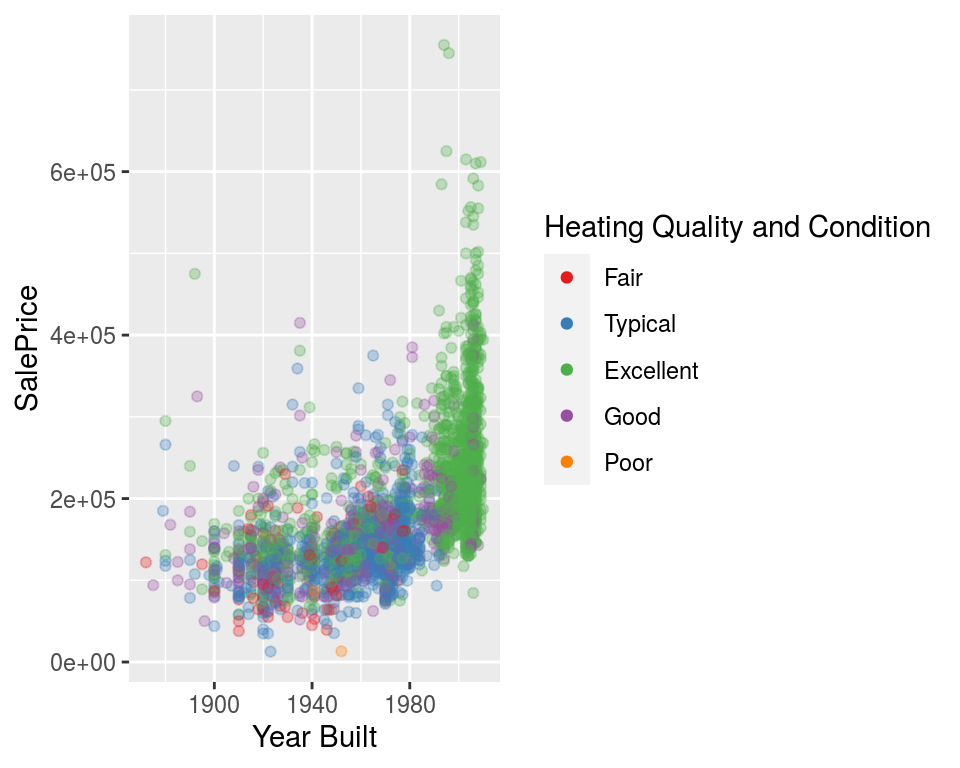 6e+05
4e+05
2e+05
0e+00
SalePrice
1900 1940 1980
Year Built
Heating Quality and Condition
Fair
Typical
Excellent
Good
Poor